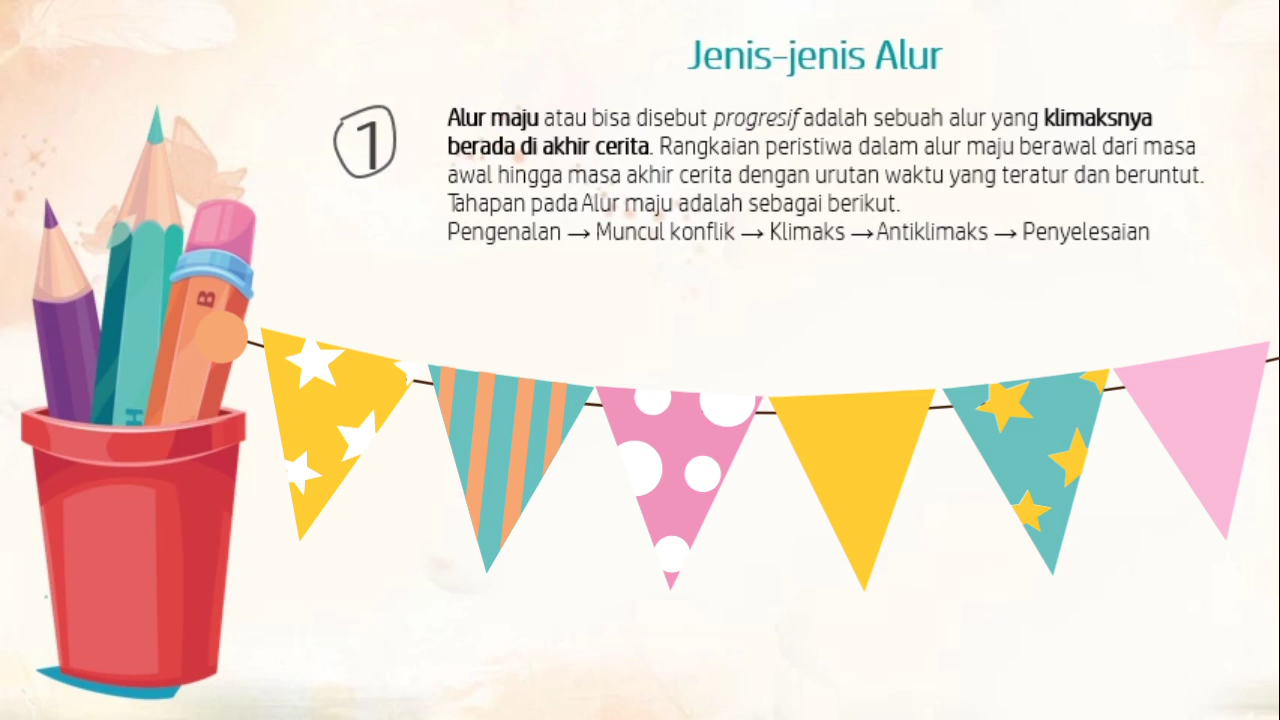 Jenis-jenis Alur
1
Alur maju atau bisa disebut progresif adalah sebuah alur yang klimaksnya
berada di akhir cerita. Rangkaian peristiwa dalam alur maju berawal dari masa
awal hingga masa akhir cerita dengan urutan waktu yang teratur dan beruntut.
Tahapan pada Alur maju adalah sebagai berikut.
Pengenalan → Muncul konflik → Klimaks → Antiklimaks → Penyelesaian
B
H